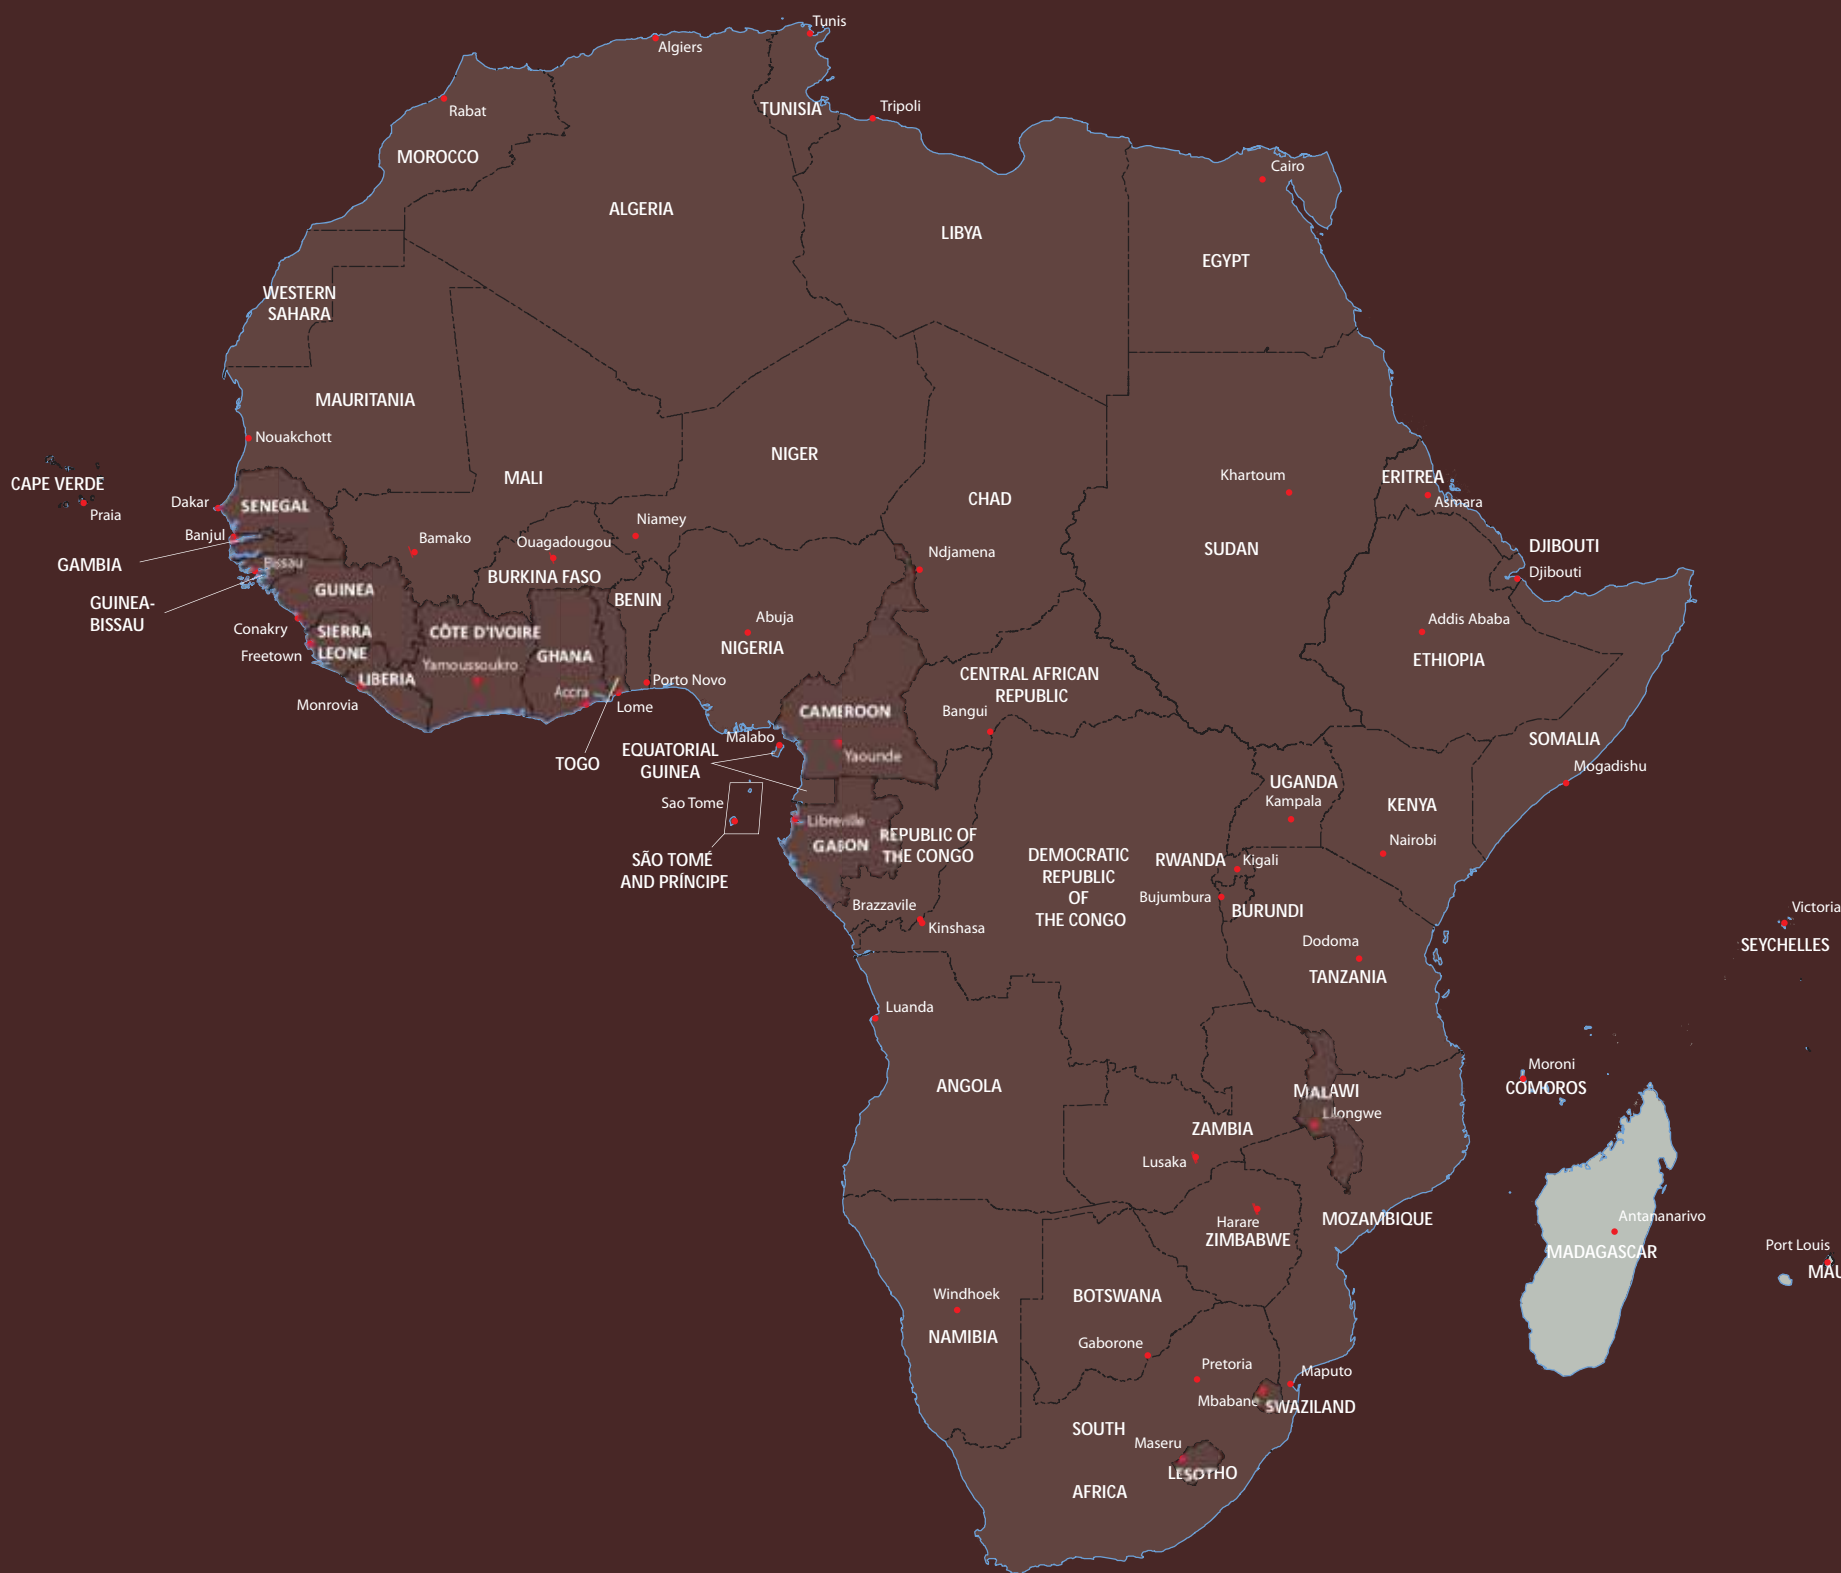 Tunis
Algiers
Rabat
TUNISIA
Tripoli
MOROCCO
Cairo
ALGERIA
LIBYA
EGYPT
WESTERN
SAHARA
MAURITANIA
Nouakchott
MALI
NIGER
CHAD
Khartoum
ERITREA
Asmara
CAPE VERDE
Praia
Dakar
SENEGAL
Banjul
GAMBIA
Bissau
GUINEA-
BISSAU
Bamako
Niamey
Ouagadougou
BURKINA FASO
Ndjamena
SUDAN
DJIBOUTI
Djibouti
GUINEA
BENIN
Abuja
NIGERIA
Addis Ababa
ETHIOPIA
Conakry
SIERRA
LEONE
Freetown
CÔTE D'IVOIRE
Yamoussoukro
GHANA
LIBERIA
Monrovia
Accra
Lome
Porto Novo
TOGO
CENTRAL AFRICAN
REPUBLIC
Bangui
CAMEROON
Yaounde
Malabo
EQUATORIAL
GUINEA
SOMALIA
Mogadishu
UGANDA
Kampala
KENYA
Nairobi
Sao Tome
SÃO TOMÉ
AND PRÍNCIPE
Libreville
GABON
REPUBLIC OF
THE CONGO
DEMOCRATIC
REPUBLIC
OF
THE CONGO
RWANDA
Kigali
Bujumbura
BURUNDI
Brazzavile
Kinshasa
Dodoma
TANZANIA
Victoria
SEYCHELLES
Luanda
ANGOLA
Moroni
COMOROS
MALAWI
Lilongwe
ZAMBIA
Lusaka
Harare
ZIMBABWE
MOZAMBIQUE
Antananarivo
MADAGASCAR
Port Louis
MAU
Windhoek
NAMIBIA
BOTSWANA
Gaborone
Pretoria
Maputo
Mbabane
SWAZILAND
SOUTH
AFRICA
Maseru
LESOTHO